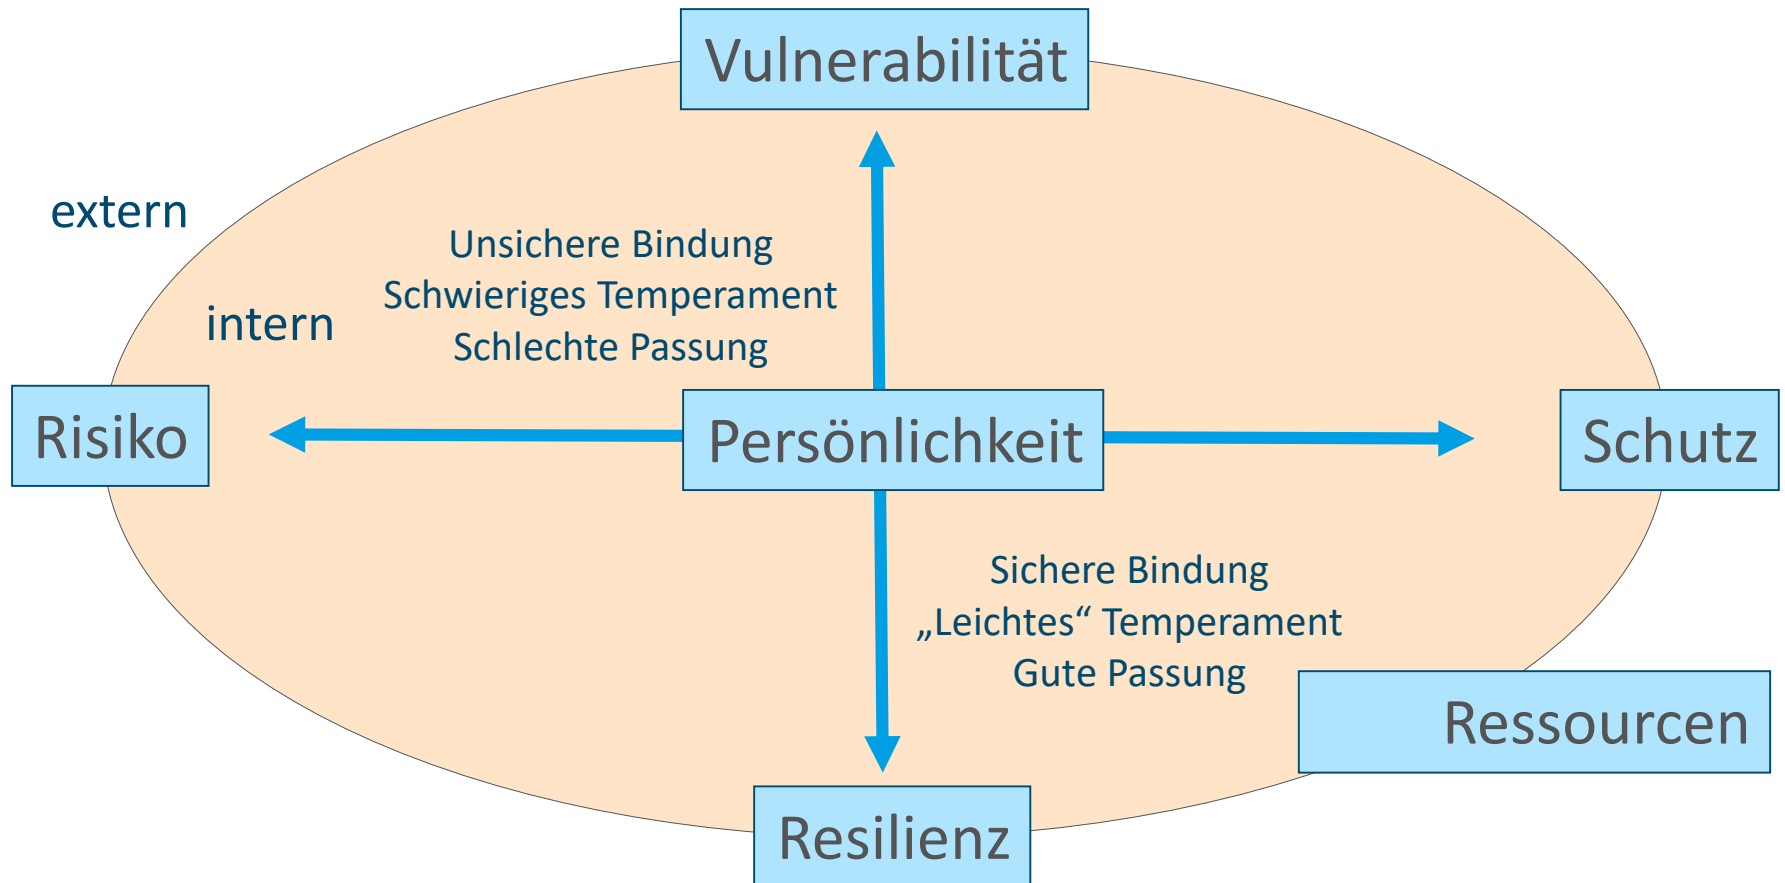 Vulnerabilität
extern
Unsichere Bindung
Schwieriges Temperament
intern
Schlechte Passung
Risiko
Persönlichkeit
Schutz
Sichere Bindung
„Leichtes“ Temperament
Gute Passung
Ressourcen
Resilienz